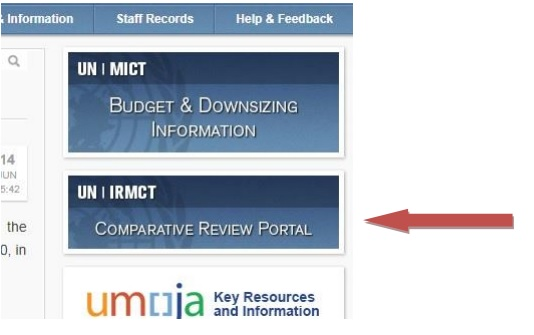 & Information Staff Records Help & Feedback
UN | MICT
BUDGET & DOWNSIZING
INFORMATION
14
JUN
5:42
UN | IRMCT
COMPARATIVE REVIEW PORTAL
the
0, in
umoja Key Resources
and Information